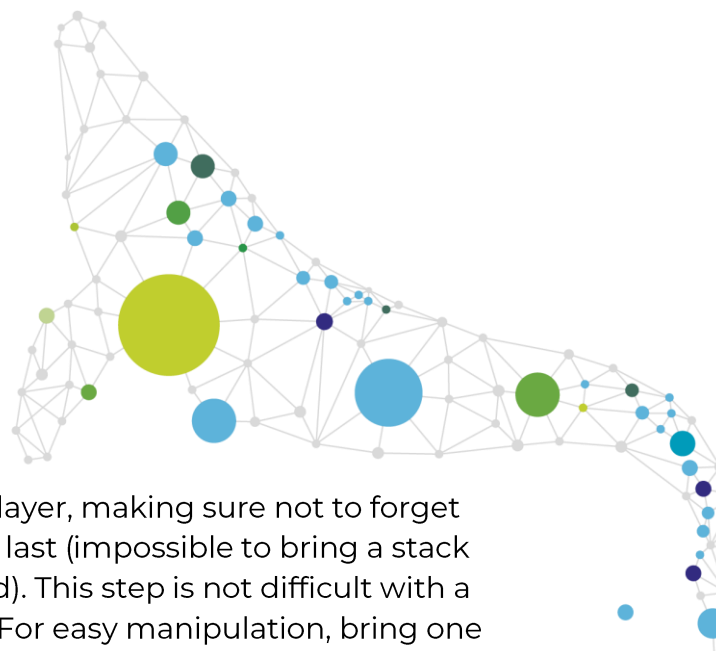 layer, making sure not to forget
last (impossible to bring a stack
d). This step is not difficult with a
For easy manipulation, bring one